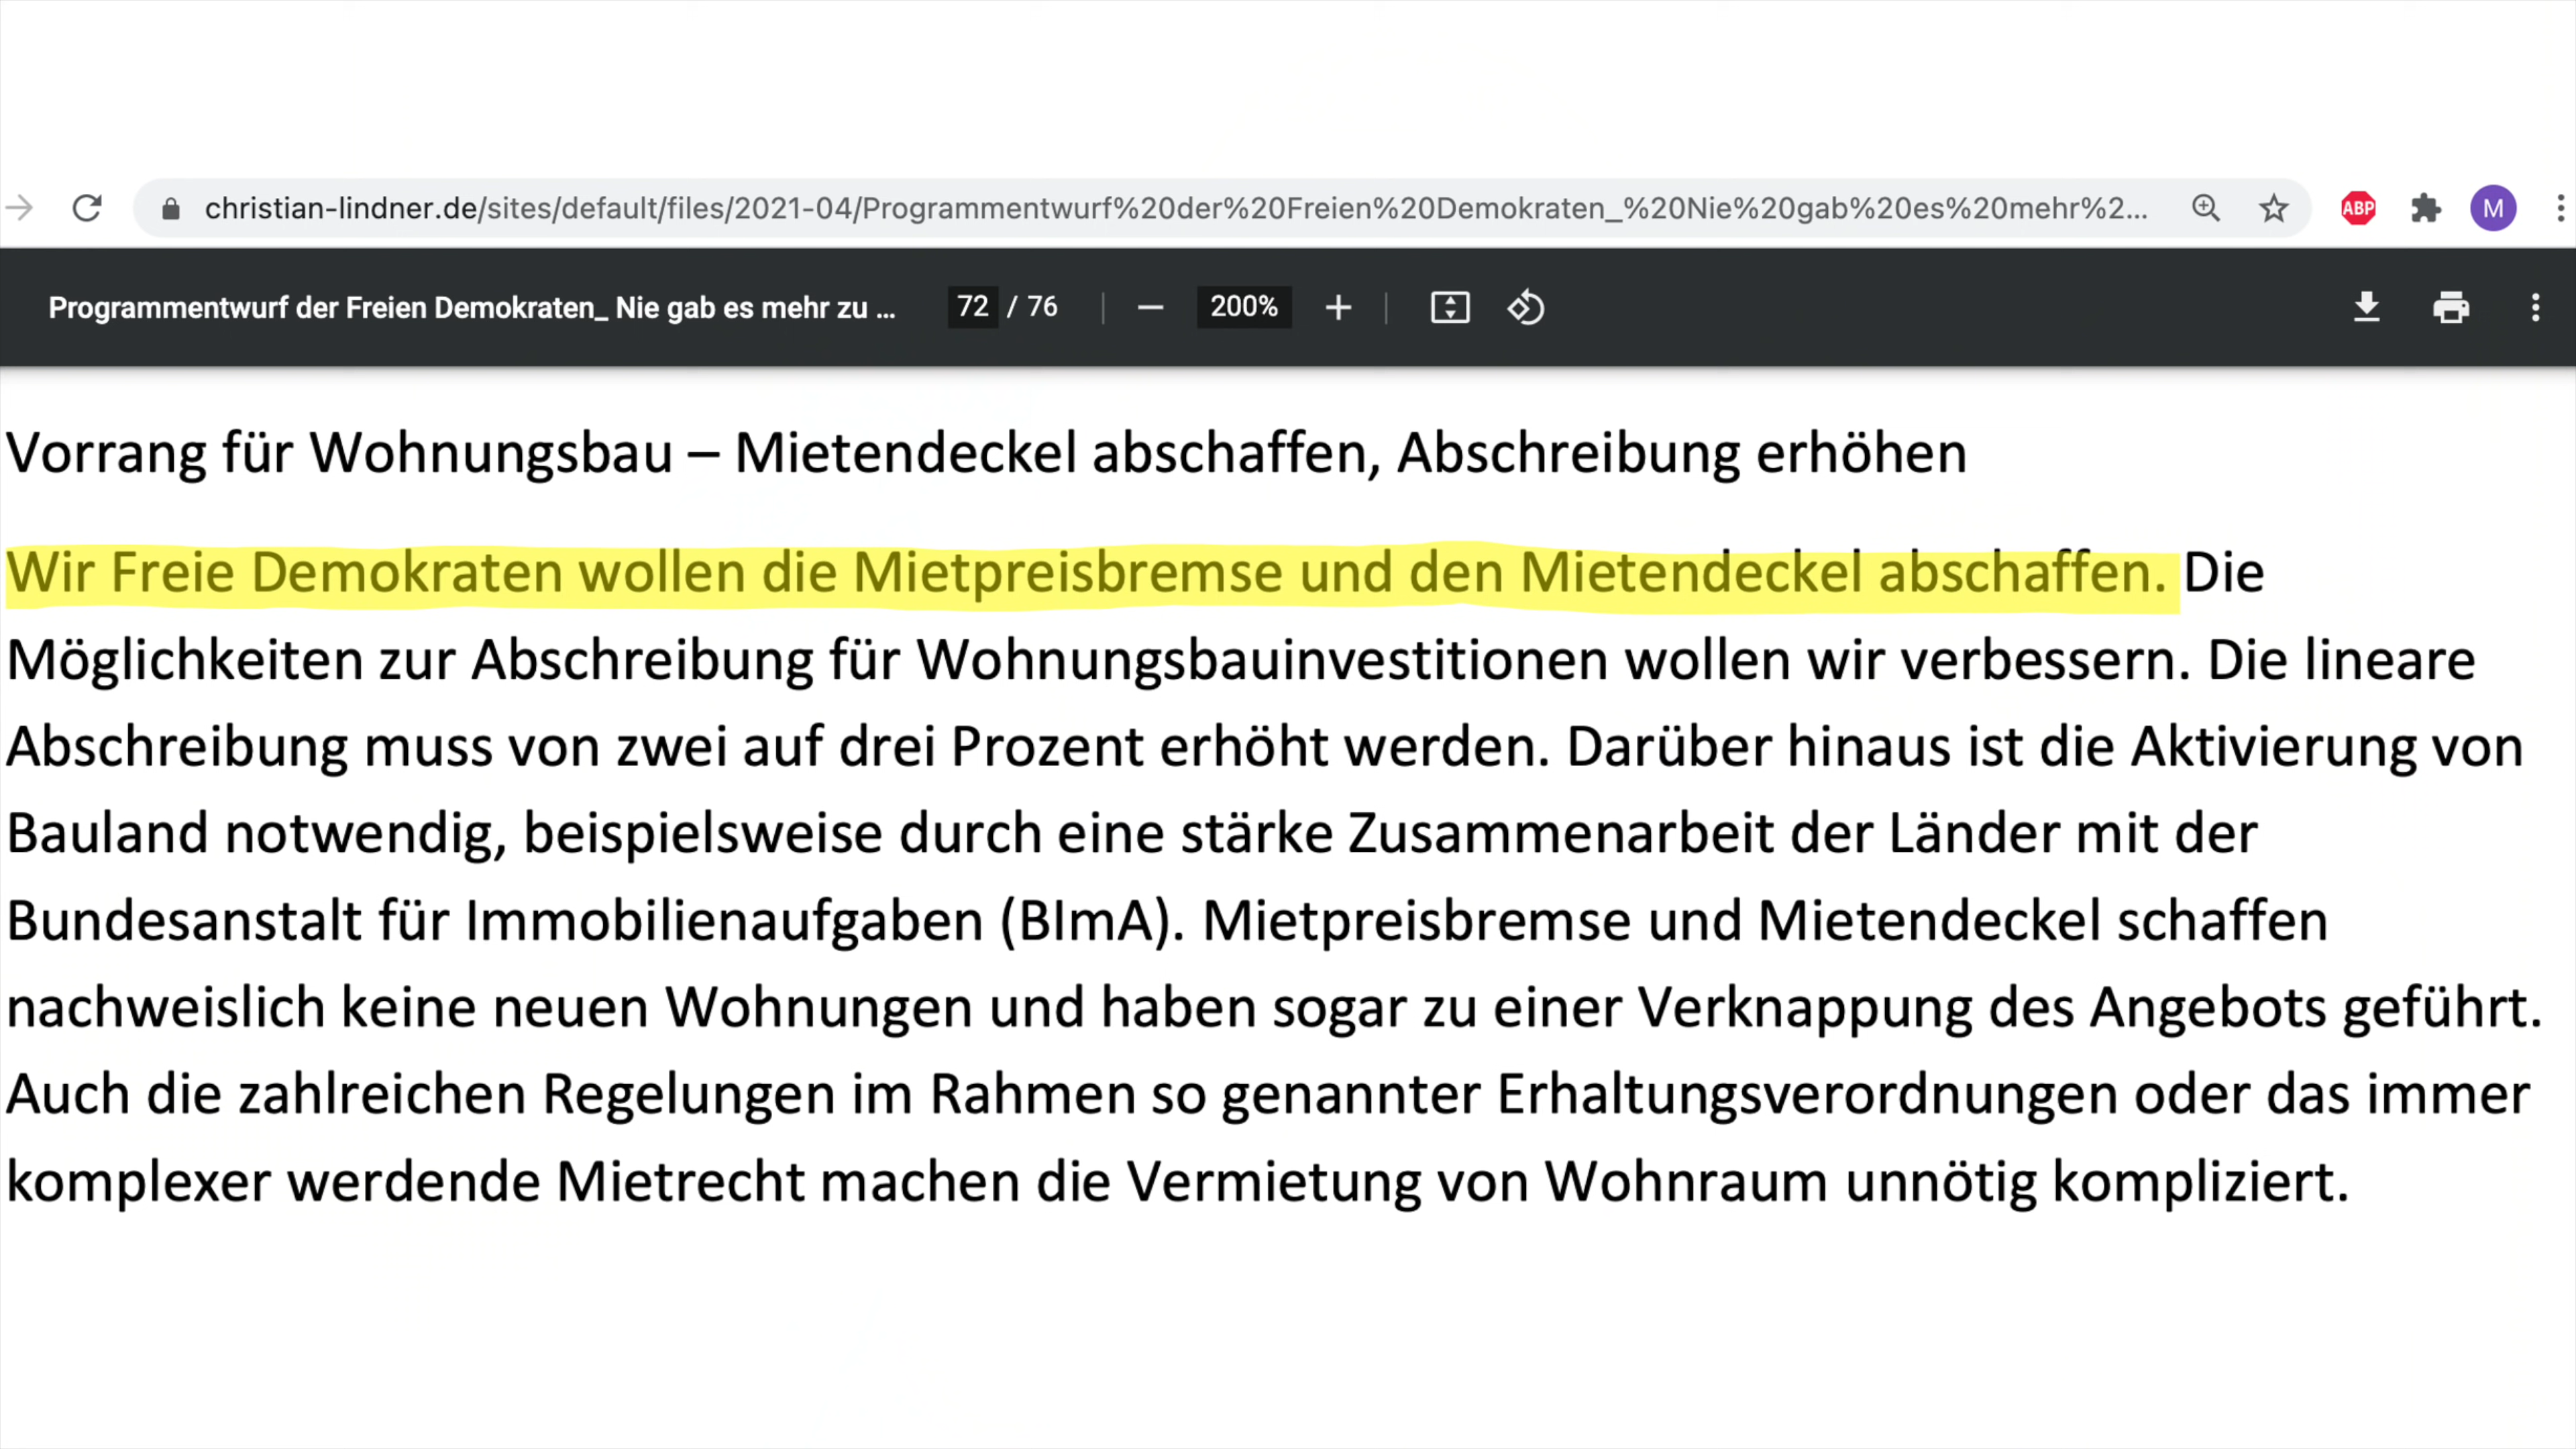 christian-lindner.de/sites/default/files/2021-04/Programmentwurf%20der%20Freien%20Demokraten_%20Nie%20gab%20es%20mehr%2... ABP M
Programmentwurf der Freien Demokraten_ Nie gab es mehr zu ... 72 / 76 — 200% +
Vorrang für Wohnungsbau – Mietendeckel abschaffen, Abschreibung erhöhen
Wir Freie Demokraten wollen die Mietpreisbremse und den Mietendeckel abschaffen. Die
Möglichkeiten zur Abschreibung für Wohnungsbauinvestitionen wollen wir verbessern. Die lineare
Abschreibung muss von zwei auf drei Prozent erhöht werden. Darüber hinaus ist die Aktivierung von
Bauland notwendig, beispielsweise durch eine stärke Zusammenarbeit der Länder mit der
Bundesanstalt für Immobilienaufgaben (BImA). Mietpreisbremse und Mietendeckel schaffen
nachweislich keine neuen Wohnungen und haben sogar zu einer Verknappung des Angebots geführt.
Auch die zahlreichen Regelungen im Rahmen so genannter Erhaltungsverordnungen oder das immer
komplexer werdende Mietrecht machen die Vermietung von Wohnraum unnötig kompliziert.